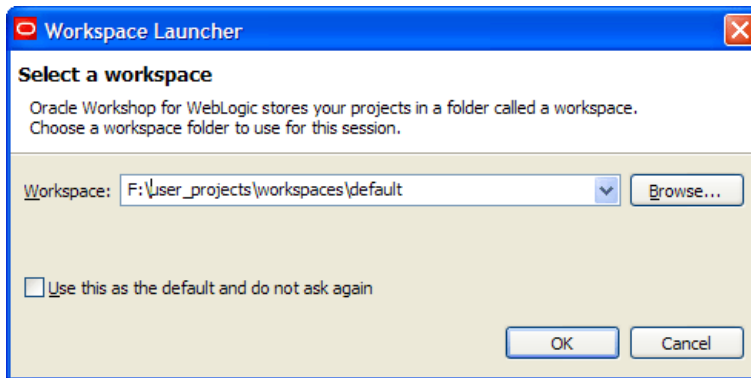 Workspace Launcher
Select a workspace
Oracle Workshop for WebLogic stores your projects in a folder called a workspace.
Choose a workspace folder to use for this session.
Workspace: F:\user_projects\workspaces\default Browse...
Use this as the default and do not ask again
OK Cancel